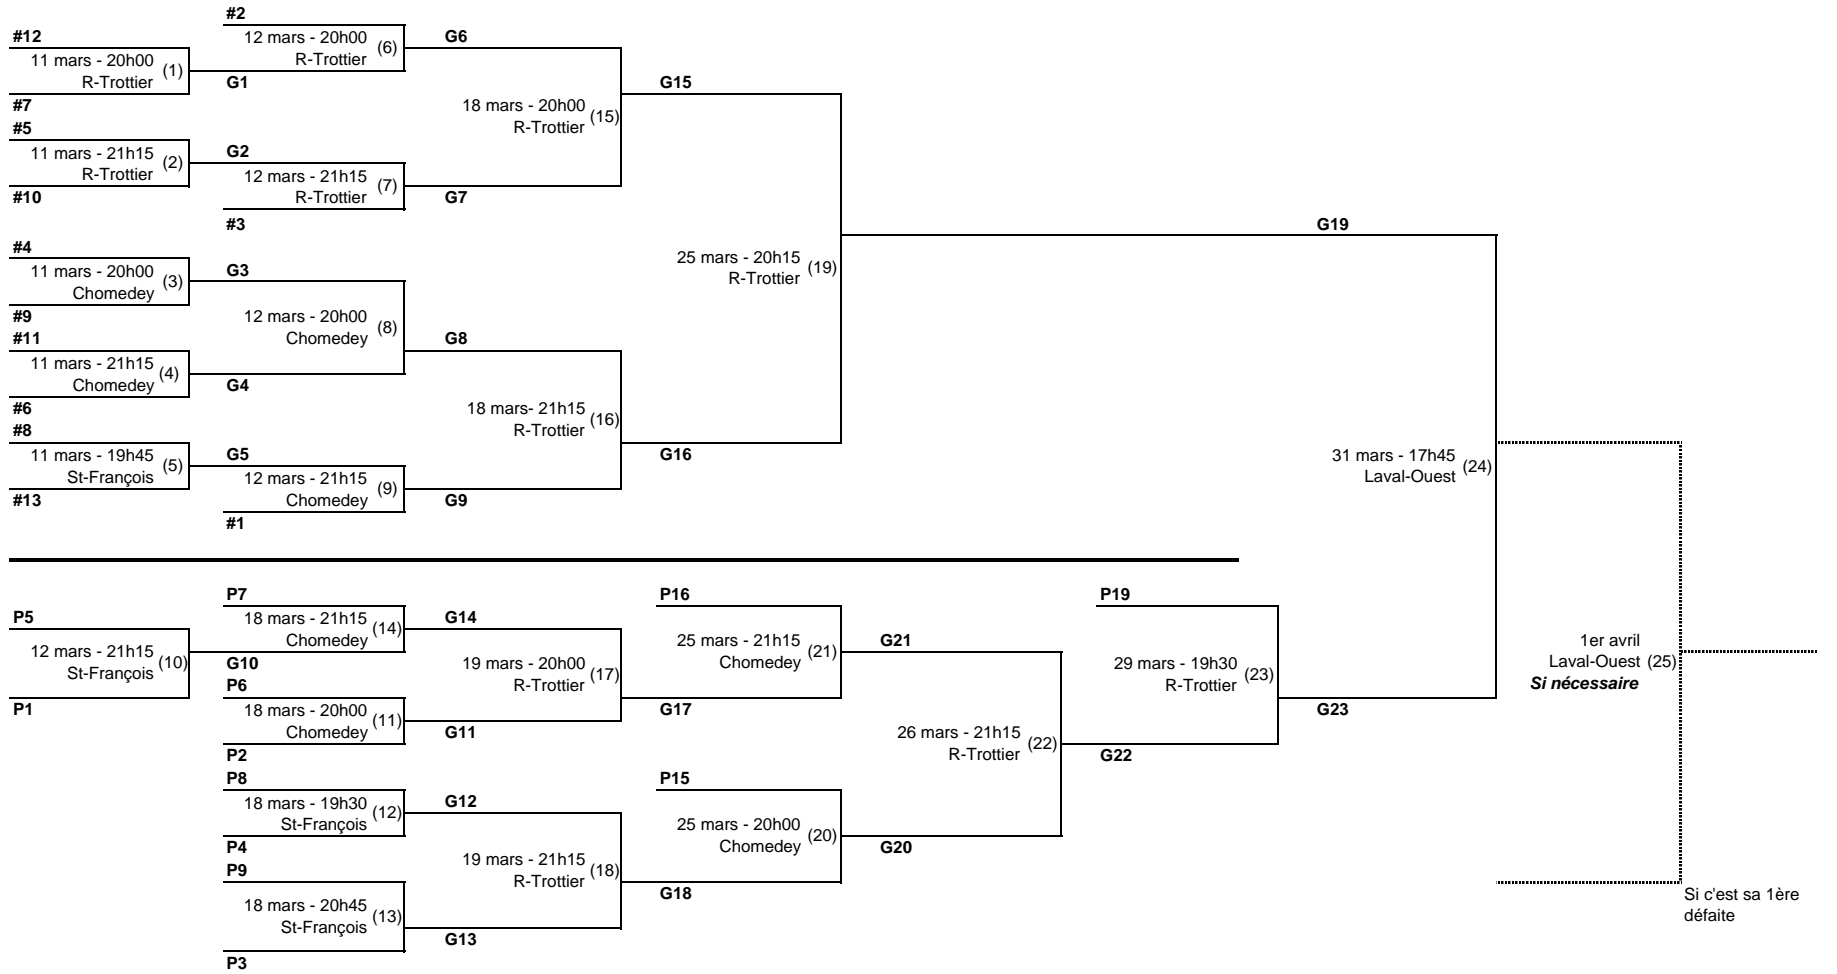 #2
#12
12 mars - 20h00
R-Trottier
(6)
G6
11 mars - 20h00
R-Trottier
(1)
G1
G15
#7
#5
18 mars - 20h00
R-Trottier
(15)
11 mars - 21h15
R-Trottier
(2)
G2
12 mars - 21h15
R-Trottier
(7)
#10
G7
#3
G19
#4
11 mars - 20h00
Chomedey
(3)
G3
25 mars - 20h15
R-Trottier
(19)
#9
12 mars - 20h00
Chomedey
(8)
#11
G8
11 mars - 21h15
Chomedey
(4)
G4
#6
18 mars- 21h15
R-Trottier
(16)
#8
11 mars - 19h45
St-François
(5)
G5
G16
31 mars - 17h45
Laval-Ouest
(24)
12 mars - 21h15
Chomedey
(9)
#13
G9
#1
P7
P16
P19
P5
18 mars - 21h15
Chomedey
(14)
G14
12 mars - 21h15
St-François
(10)
G10
25 mars - 21h15
Chomedey
(21)
G21
1er avril
Laval-Ouest
(25)
Si nécessaire
19 mars - 20h00
R-Trottier
(17)
29 mars - 19h30
R-Trottier
(23)
P6
P1
18 mars - 20h00
Chomedey
(11)
G11
G17
G23
P2
26 mars - 21h15
R-Trottier
(22)
G22
P8
P15
18 mars - 19h30
St-François
(12)
G12
P4
25 mars - 20h00
Chomedey
(20)
G20
P9
19 mars - 21h15
R-Trottier
(18)
G18
18 mars - 20h45
St-François
(13)
G13
P3
Si c'est sa 1ère
défaite